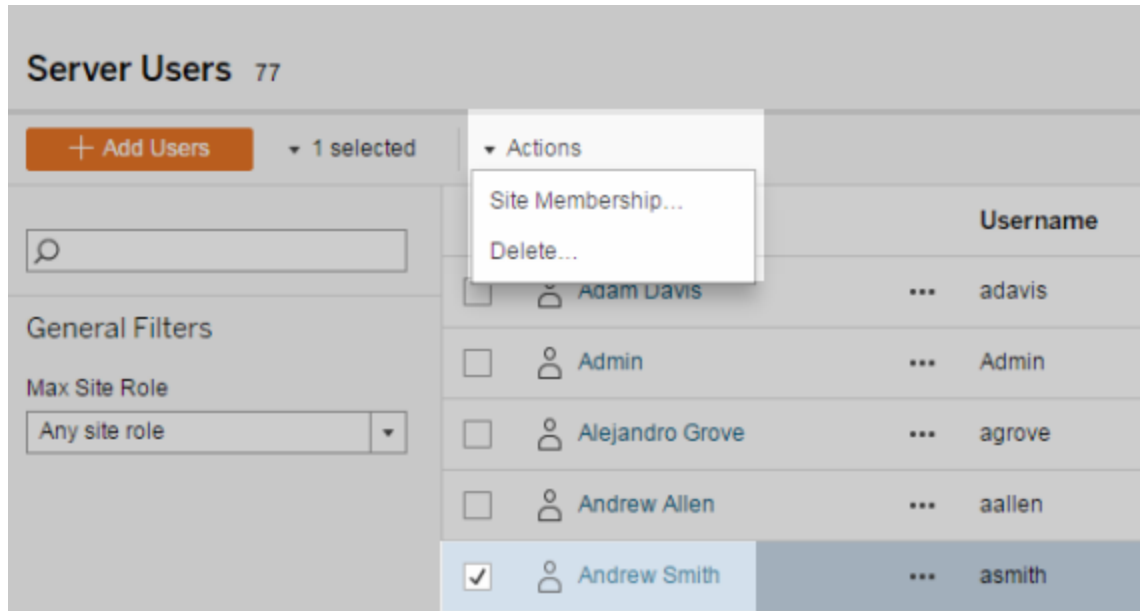 Server Users 77
+ Add Users
1 selected
Actions
Site Membership...
Delete...
Username
General Filters
Max Site Role
Any site role
Adam Davis ••• adavis
Admin ••• Admin
Alejandro Grove ••• agrove
Andrew Allen ••• aallen
Andrew Smith ••• asmith